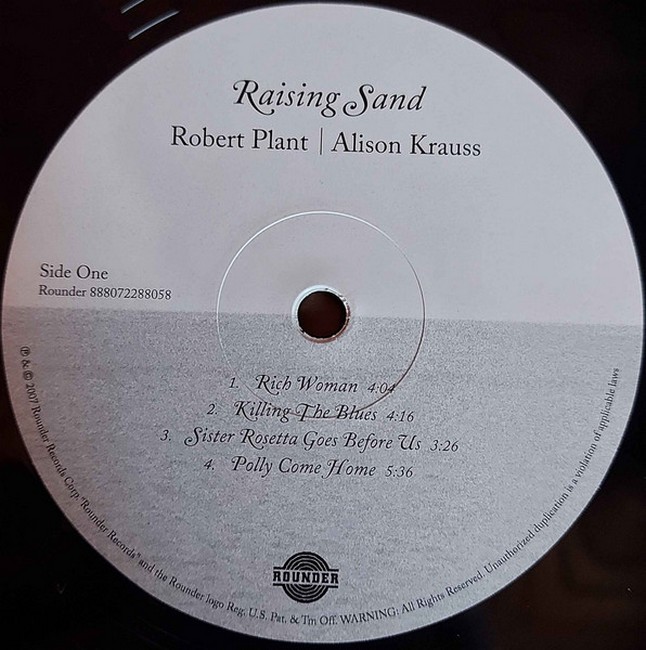 Raising Sand
Robert Plant | Alison Krauss
Side One
Rounder 888072288058
1. Rich Woman 4:04
2. Killing The Blues 4:16
3. Sister Rosetta Goes Before Us 3:26
4. Polly Come Home 5:36
ROUNDER
℗ & © 2007 Rounder Records Corp. "Rounder Records" and the Rounder logo Reg. U.S. Pat. & Tm Off. WARNING: All Rights Reserved. Unauthorized duplication is a violation of applicable laws